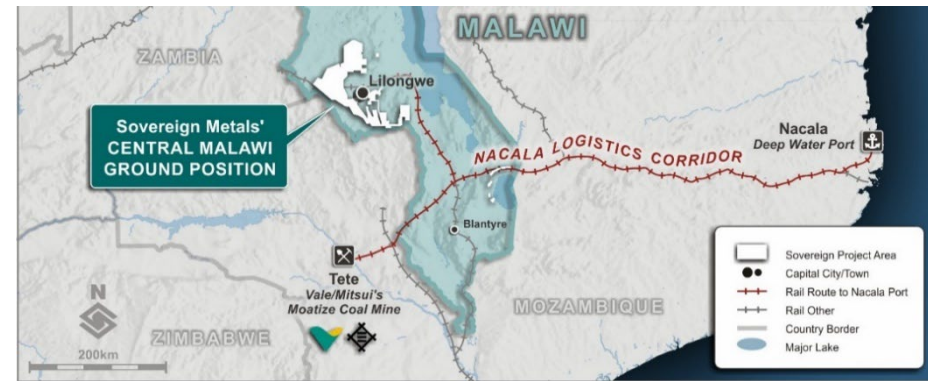 MALAWI
ZAMBIA
Lilongwe
Sovereign Metals'
CENTRAL MALAWI
GROUND POSITION
Nacala
Deep Water Port
NACALA LOGISTICS CORRIDOR
Blantyre
Tete
Vale/Mitsui's
Moatize Coal Mine
MOZAMBIQUE
ZIMBABWE
N
200km
Sovereign Project Area
Capital City/Town
Rail Route to Nacala Port
Rail Other
Country Border
Major Lake